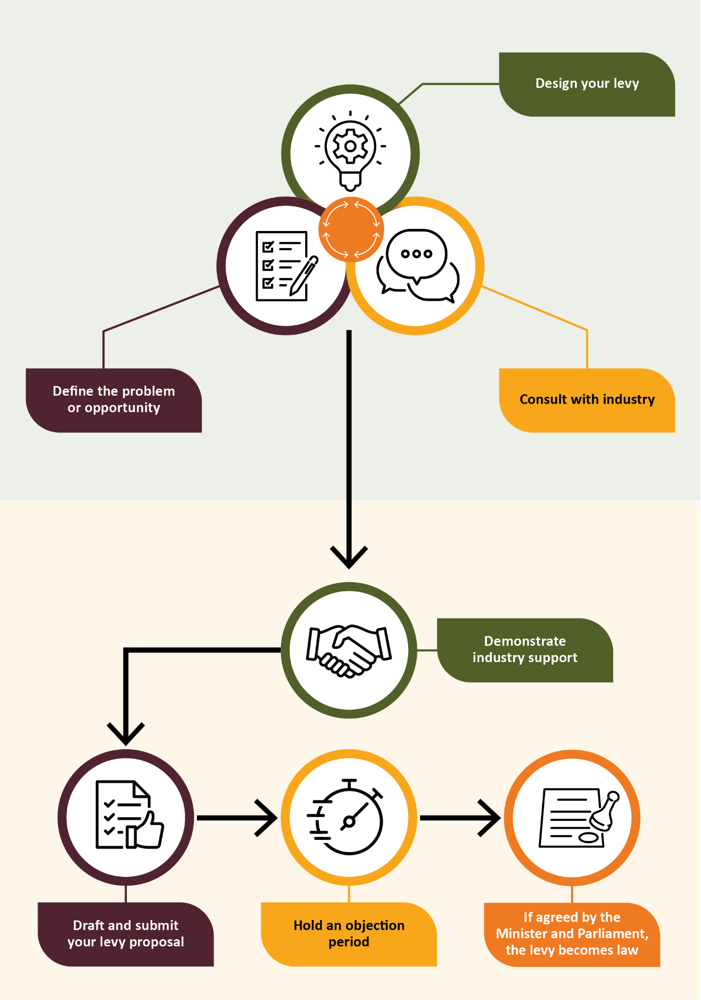 Design your levy
Define the problem
or opportunity
Consult with industry
Demonstrate
industry support
Draft and submit
your levy proposal
Hold an objection
period
If agreed by the
Minister and Parliament,
the levy becomes law